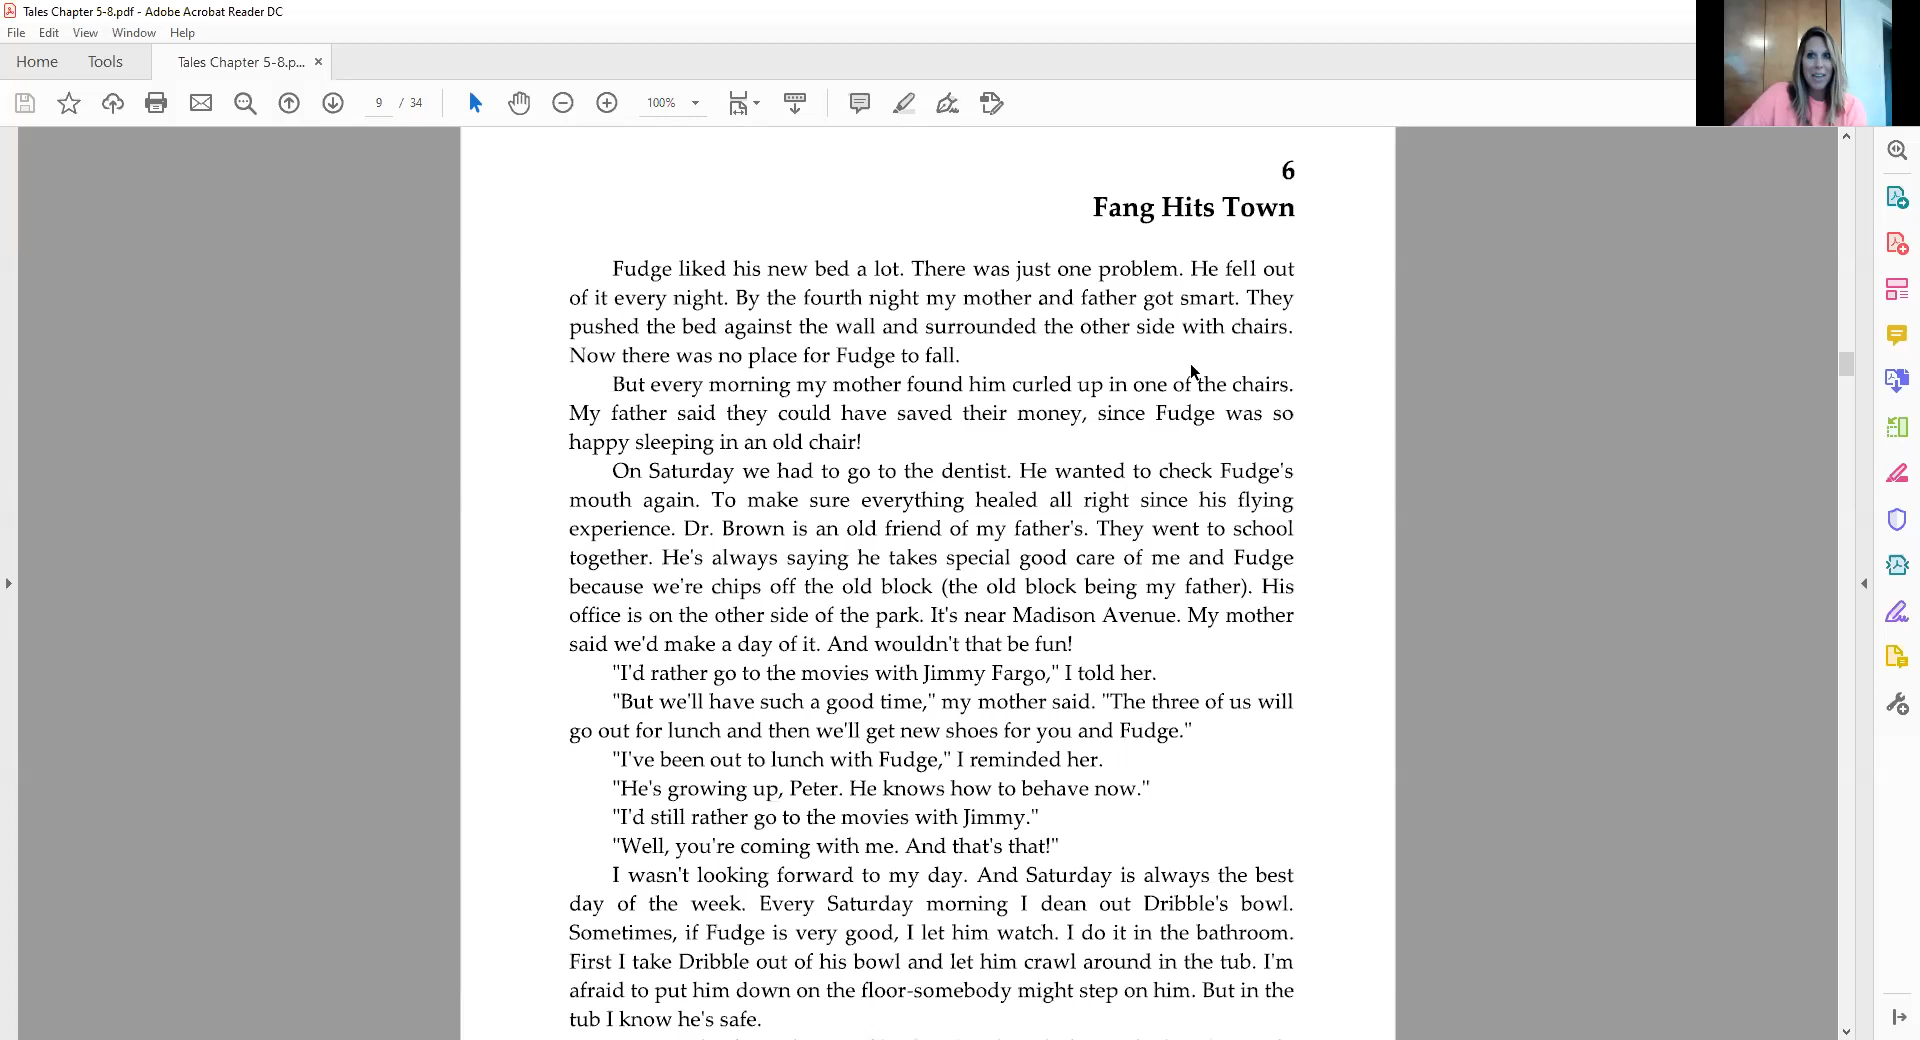 Tales Chapter 5-8.pdf - Adobe Acrobat Reader DC
File Edit View Window Help
Home Tools Tales Chapter 5-8.p... ×
9 / 34 100%
6
Fang Hits Town
Fudge liked his new bed a lot. There was just one problem. He fell out
of it every night. By the fourth night my mother and father got smart. They
pushed the bed against the wall and surrounded the other side with chairs.
Now there was no place for Fudge to fall.
But every morning my mother found him curled up in one of the chairs.
My father said they could have saved their money, since Fudge was so
happy sleeping in an old chair!
On Saturday we had to go to the dentist. He wanted to check Fudge's
mouth again. To make sure everything healed all right since his flying
experience. Dr. Brown is an old friend of my father's. They went to school
together. He's always saying he takes special good care of me and Fudge
because we're chips off the old block (the old block being my father). His
office is on the other side of the park. It's near Madison Avenue. My mother
said we'd make a day of it. And wouldn't that be fun!
"I'd rather go to the movies with Jimmy Fargo," I told her.
"But we'll have such a good time," my mother said. "The three of us will
go out for lunch and then we'll get new shoes for you and Fudge."
"I've been out to lunch with Fudge," I reminded her.
"He's growing up, Peter. He knows how to behave now."
"I'd still rather go to the movies with Jimmy."
"Well, you're coming with me. And that's that!"
I wasn't looking forward to my day. And Saturday is always the best
day of the week. Every Saturday morning I dean out Dribble's bowl.
Sometimes, if Fudge is very good, I let him watch. I do it in the bathroom.
First I take Dribble out of his bowl and let him crawl around in the tub. I'm
afraid to put him down on the floor-somebody might step on him. But in the
tub I know he's safe.